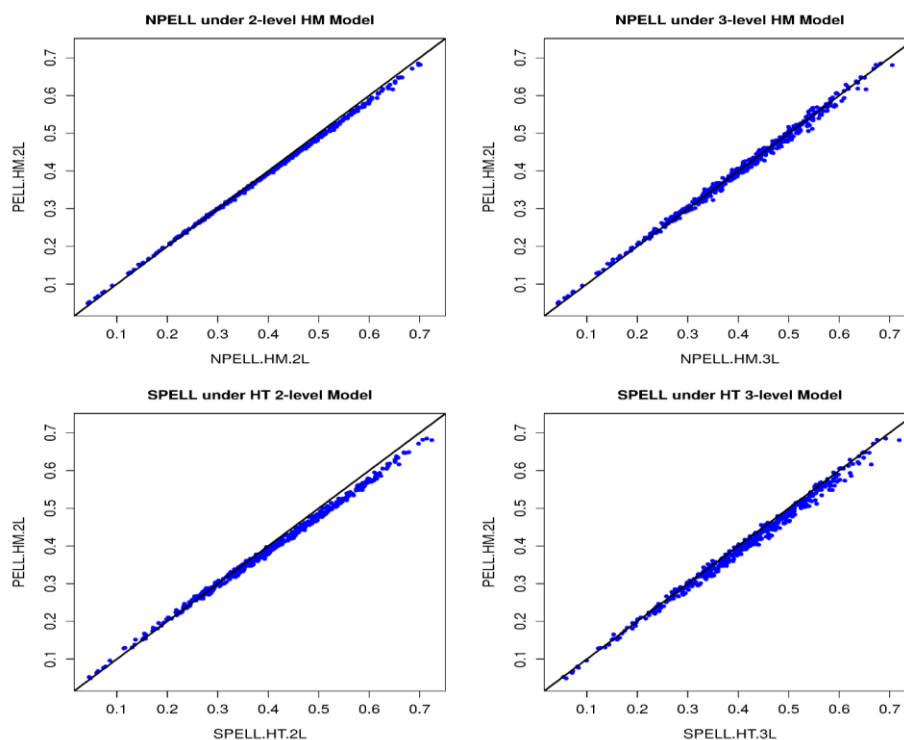 NPELL under 2-level HM Model
PELL.HM.2L
0.1 0.2 0.3 0.4 0.5 0.6 0.7
0.1 0.2 0.3 0.4 0.5 0.6 0.7
NPELL.HM.2L
NPELL under 3-level HM Model
PELL.HM.2L
0.1 0.2 0.3 0.4 0.5 0.6 0.7
0.1 0.2 0.3 0.4 0.5 0.6 0.7
NPELL.HM.3L
SPELL under HT 2-level Model
PELL.HM.2L
0.1 0.2 0.3 0.4 0.5 0.6 0.7
0.1 0.2 0.3 0.4 0.5 0.6 0.7
SPELL.HT.2L
SPELL under HT 3-level Model
PELL.HM.2L
0.1 0.2 0.3 0.4 0.5 0.6 0.7
0.1 0.2 0.3 0.4 0.5 0.6 0.7
SPELL.HT.3L